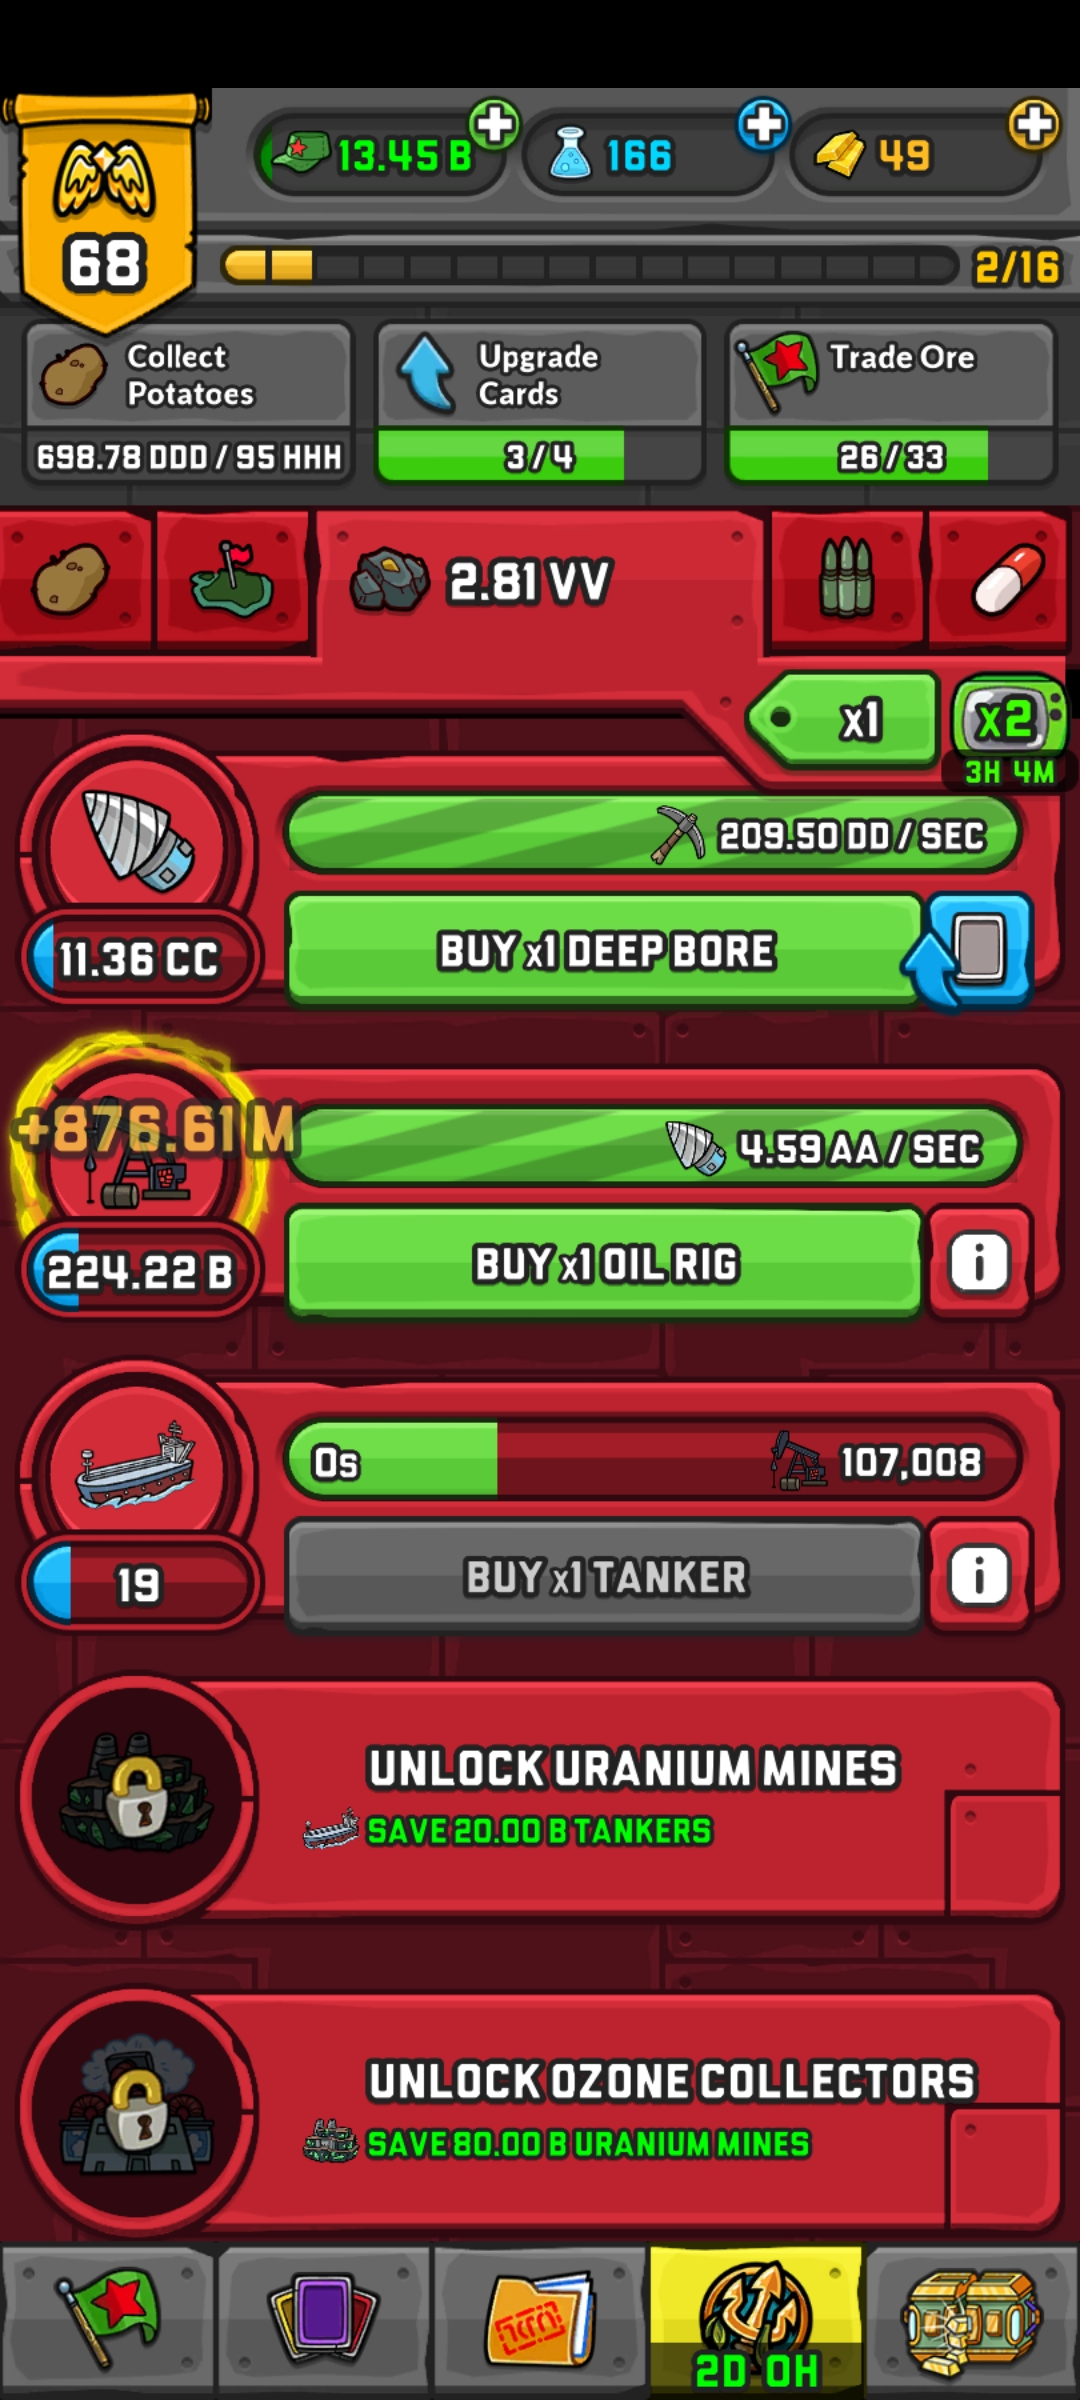 13.45 B
166
49
68
2/16
Collect
Potatoes
698.78 DDD / 95 HHH
Upgrade
Cards
3/4
Trade Ore
26/33
2.81 VV
x1
x2
3H 4M
209.50 DD / SEC
11.36 CC
BUY x1 DEEP BORE
+876.61 M
4.59 AA / SEC
224.22 B
BUY x1 OIL RIG
i
0s
107,008
19
BUY x1 TANKER
i
UNLOCK URANIUM MINES
SAVE 20.00 B TANKERS
UNLOCK OZONE COLLECTORS
SAVE 80.00 B URANIUM MINES
2D 0H